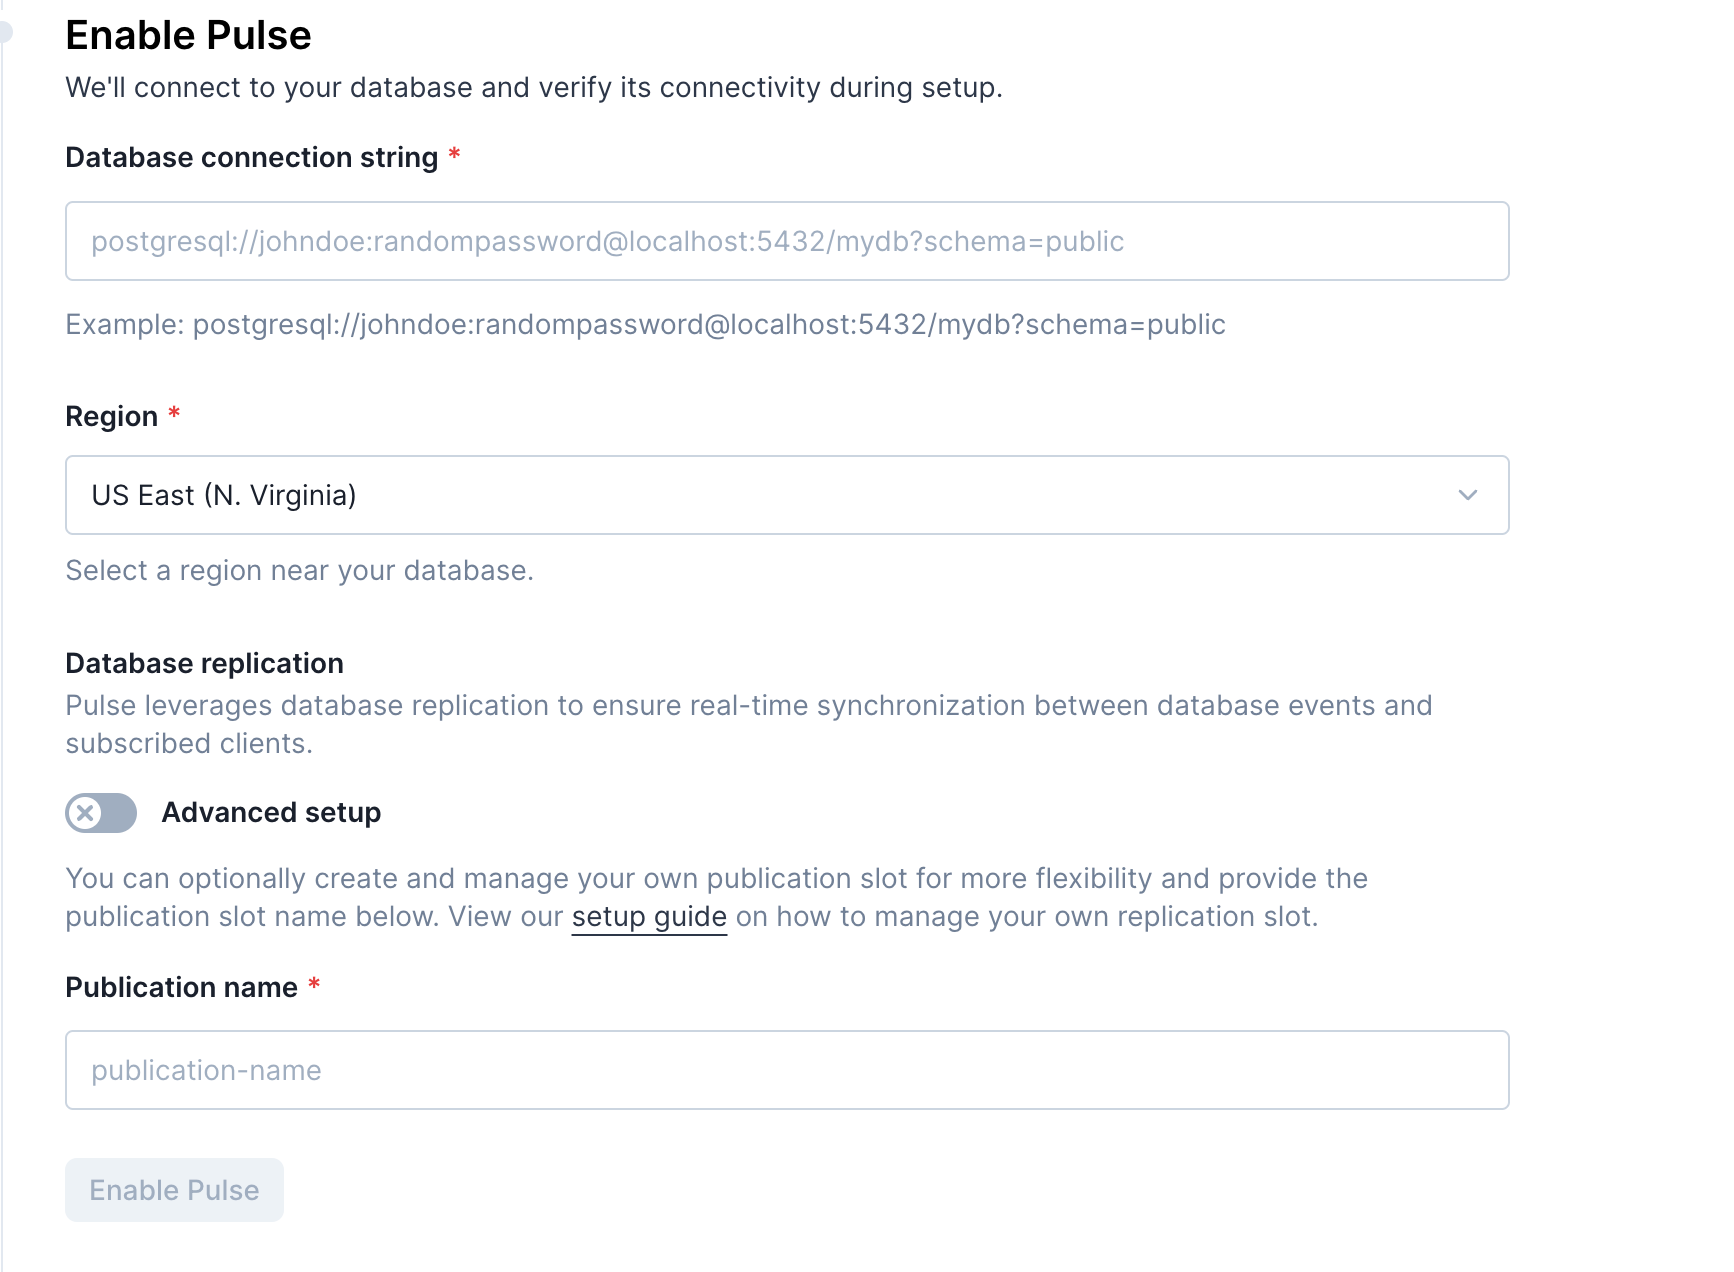 Enable Pulse
We'll connect to your database and verify its connectivity during setup.
Database connection string *
postgresql://johndoe:randompassword@localhost:5432/mydb?schema=public
Example: postgresql://johndoe:randompassword@localhost:5432/mydb?schema=public
Region *
US East (N. Virginia)
Select a region near your database.
Database replication
Pulse leverages database replication to ensure real-time synchronization between database events and
subscribed clients.
Advanced setup
You can optionally create and manage your own publication slot for more flexibility and provide the
publication slot name below. View our setup guide on how to manage your own replication slot.
Publication name *
publication-name
Enable Pulse